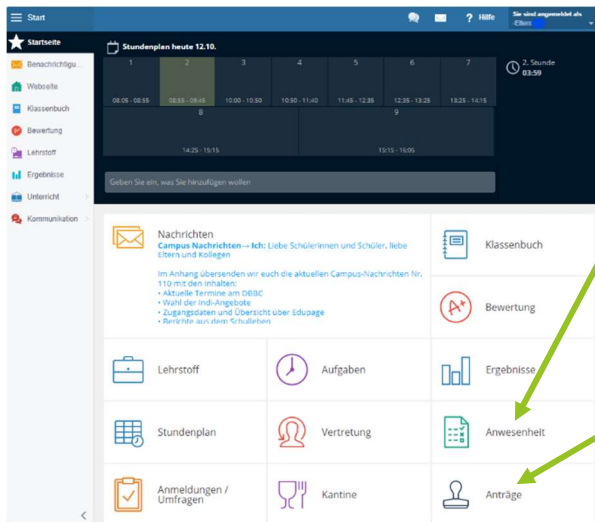 Start
Hilfe
Sie sind angemeldet als
-Eltern
Startseite
Benachrichtigu...
Webseite
Klassenbuch
Bewertung
Lehrstoff
Ergebnisse
Unterricht
Kommunikation
Stundenplan heute 12.10.
1 2 3 4 5 6 7
08:05 - 08:55 08:55 - 09:45 10:00 - 10:50 10:50 - 11:40 11:45 - 12:35 12:35 - 13:25 13:25 - 14:15
8 9
14:25 - 15:15 15:15 - 16:05
2. Stunde
03:59
Geben Sie ein, was Sie hinzufügen wollen
Nachrichten
Campus Nachrichten→ Ich: Liebe Schülerinnen und Schüler, liebe
Eltern und Kollegen
Im Anhang übersenden wir euch die aktuellen Campus-Nachrichten Nr.
110 mit den Inhalten:
• Aktuelle Termine am DBBC
• Wahl der Indi-Angebote
• Zugangsdaten und Übersicht über Edupage
• Berichte aus dem Schulleben
Klassenbuch
A+
Bewertung
Lehrstoff
Aufgaben
Ergebnisse
Stundenplan
Vertretung
Anwesenheit
Anmeldungen /
Umfragen
Kantine
Anträge